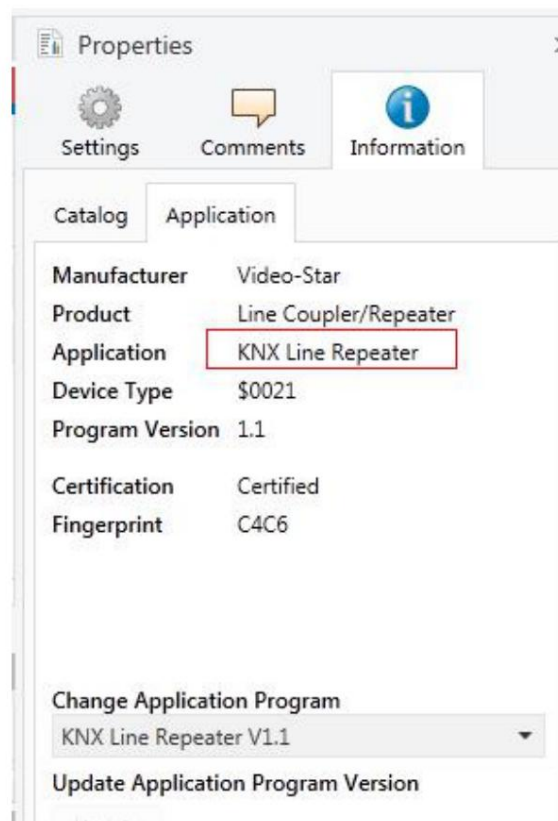 Properties
Settings Comments Information
Catalog Application
Manufacturer Video-Star
Product Line Coupler/Repeater
Application KNX Line Repeater
Device Type $0021
Program Version 1.1
Certification Certified
Fingerprint C4C6
Change Application Program
KNX Line Repeater V1.1
Update Application Program Version